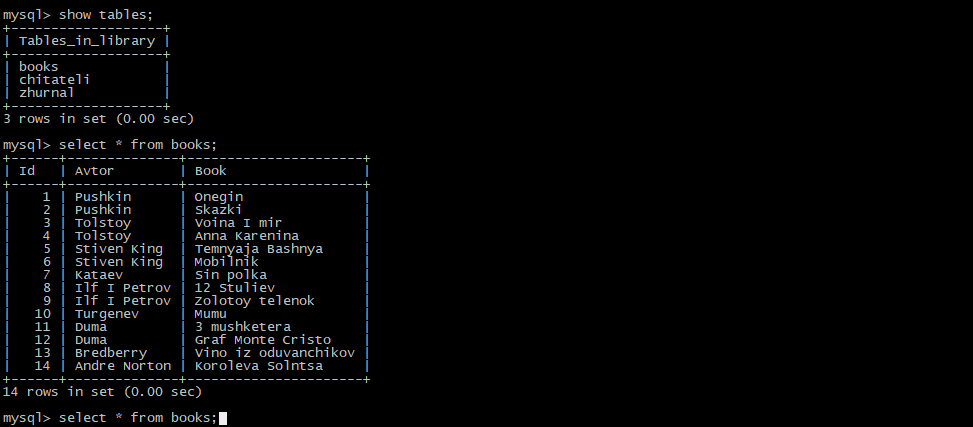 mysql> show tables;
+-------------------+
| Tables_in_library |
+-------------------+
| books             |
| chitateli         |
| zhurnal           |
+-------------------+
3 rows in set (0.00 sec)
mysql> select * from books;
+------+--------------+----------------------+
| Id   | Avtor        | Book                 |
+------+--------------+----------------------+
|    1 | Pushkin      | Onegin               |
|    2 | Pushkin      | Skazki               |
|    3 | Tolstoy      | Voina I mir          |
|    4 | Tolstoy      | Anna Karenina        |
|    5 | Stiven King  | Temnyaja Bashnya     |
|    6 | Stiven King  | Mobilnik             |
|    7 | Kataev       | Sin polka            |
|    8 | Ilf I Petrov | 12 Stuliev           |
|    9 | Ilf I Petrov | Zolotoy telenok      |
|   10 | Turgenev     | Mumu                 |
|   11 | Duma         | 3 mushketera         |
|   12 | Duma         | Graf Monte Cristo    |
|   13 | Bredberry    | Vino iz oduvanchikov |
|   14 | Andre Norton | Koroleva Solntsa     |
+------+--------------+----------------------+
14 rows in set (0.00 sec)
mysql> select * from books;